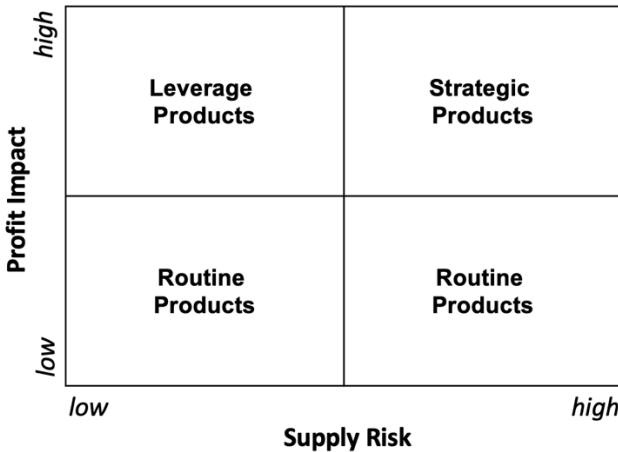 high
Leverage
Products
Strategic
Products
Profit Impact
Routine
Products
Routine
Products
low
low
high
Supply Risk